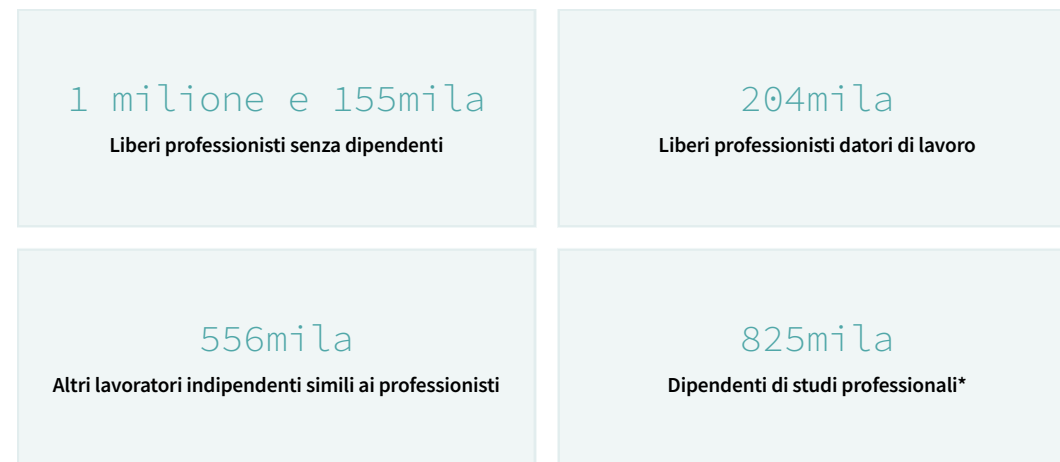 1 milione e 155mila
Liberi professionisti senza dipendenti
204mila
Liberi professionisti datori di lavoro
556mila
Altri lavoratori indipendenti simili ai professionisti
825mila
Dipendenti di studi professionali*